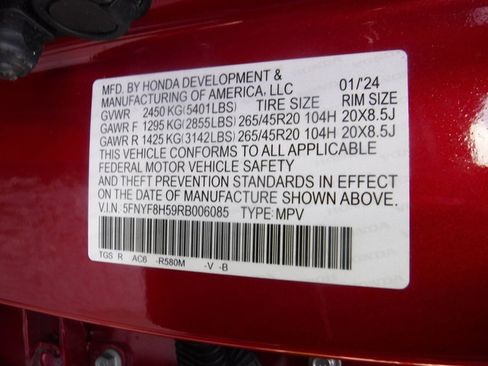 MFD. BY HONDA DEVELOPMENT &
MANUFACTURING OF AMERICA, LLC 01/'24
GVWR 2450 KG(5401LBS) TIRE SIZE RIM SIZE
GAWR F 1295 KG(2855LBS) 265/45R20 104H 20X8.5J
GAWR R 1425 KG(3142LBS) 265/45R20 104H 20X8.5J
THIS VEHICLE CONFORMS TO ALL APPLICABLE
FEDERAL MOTOR VEHICLE SAFETY
AND THEFT PREVENTION STANDARDS IN EFFECT
ON THE DATE OF MANUFACTURE SHOWN ABOVE.
V.I.N. 5FNYF8H59RB006085 TYPE: MPV
TGS R AC6 -R580M -V -B